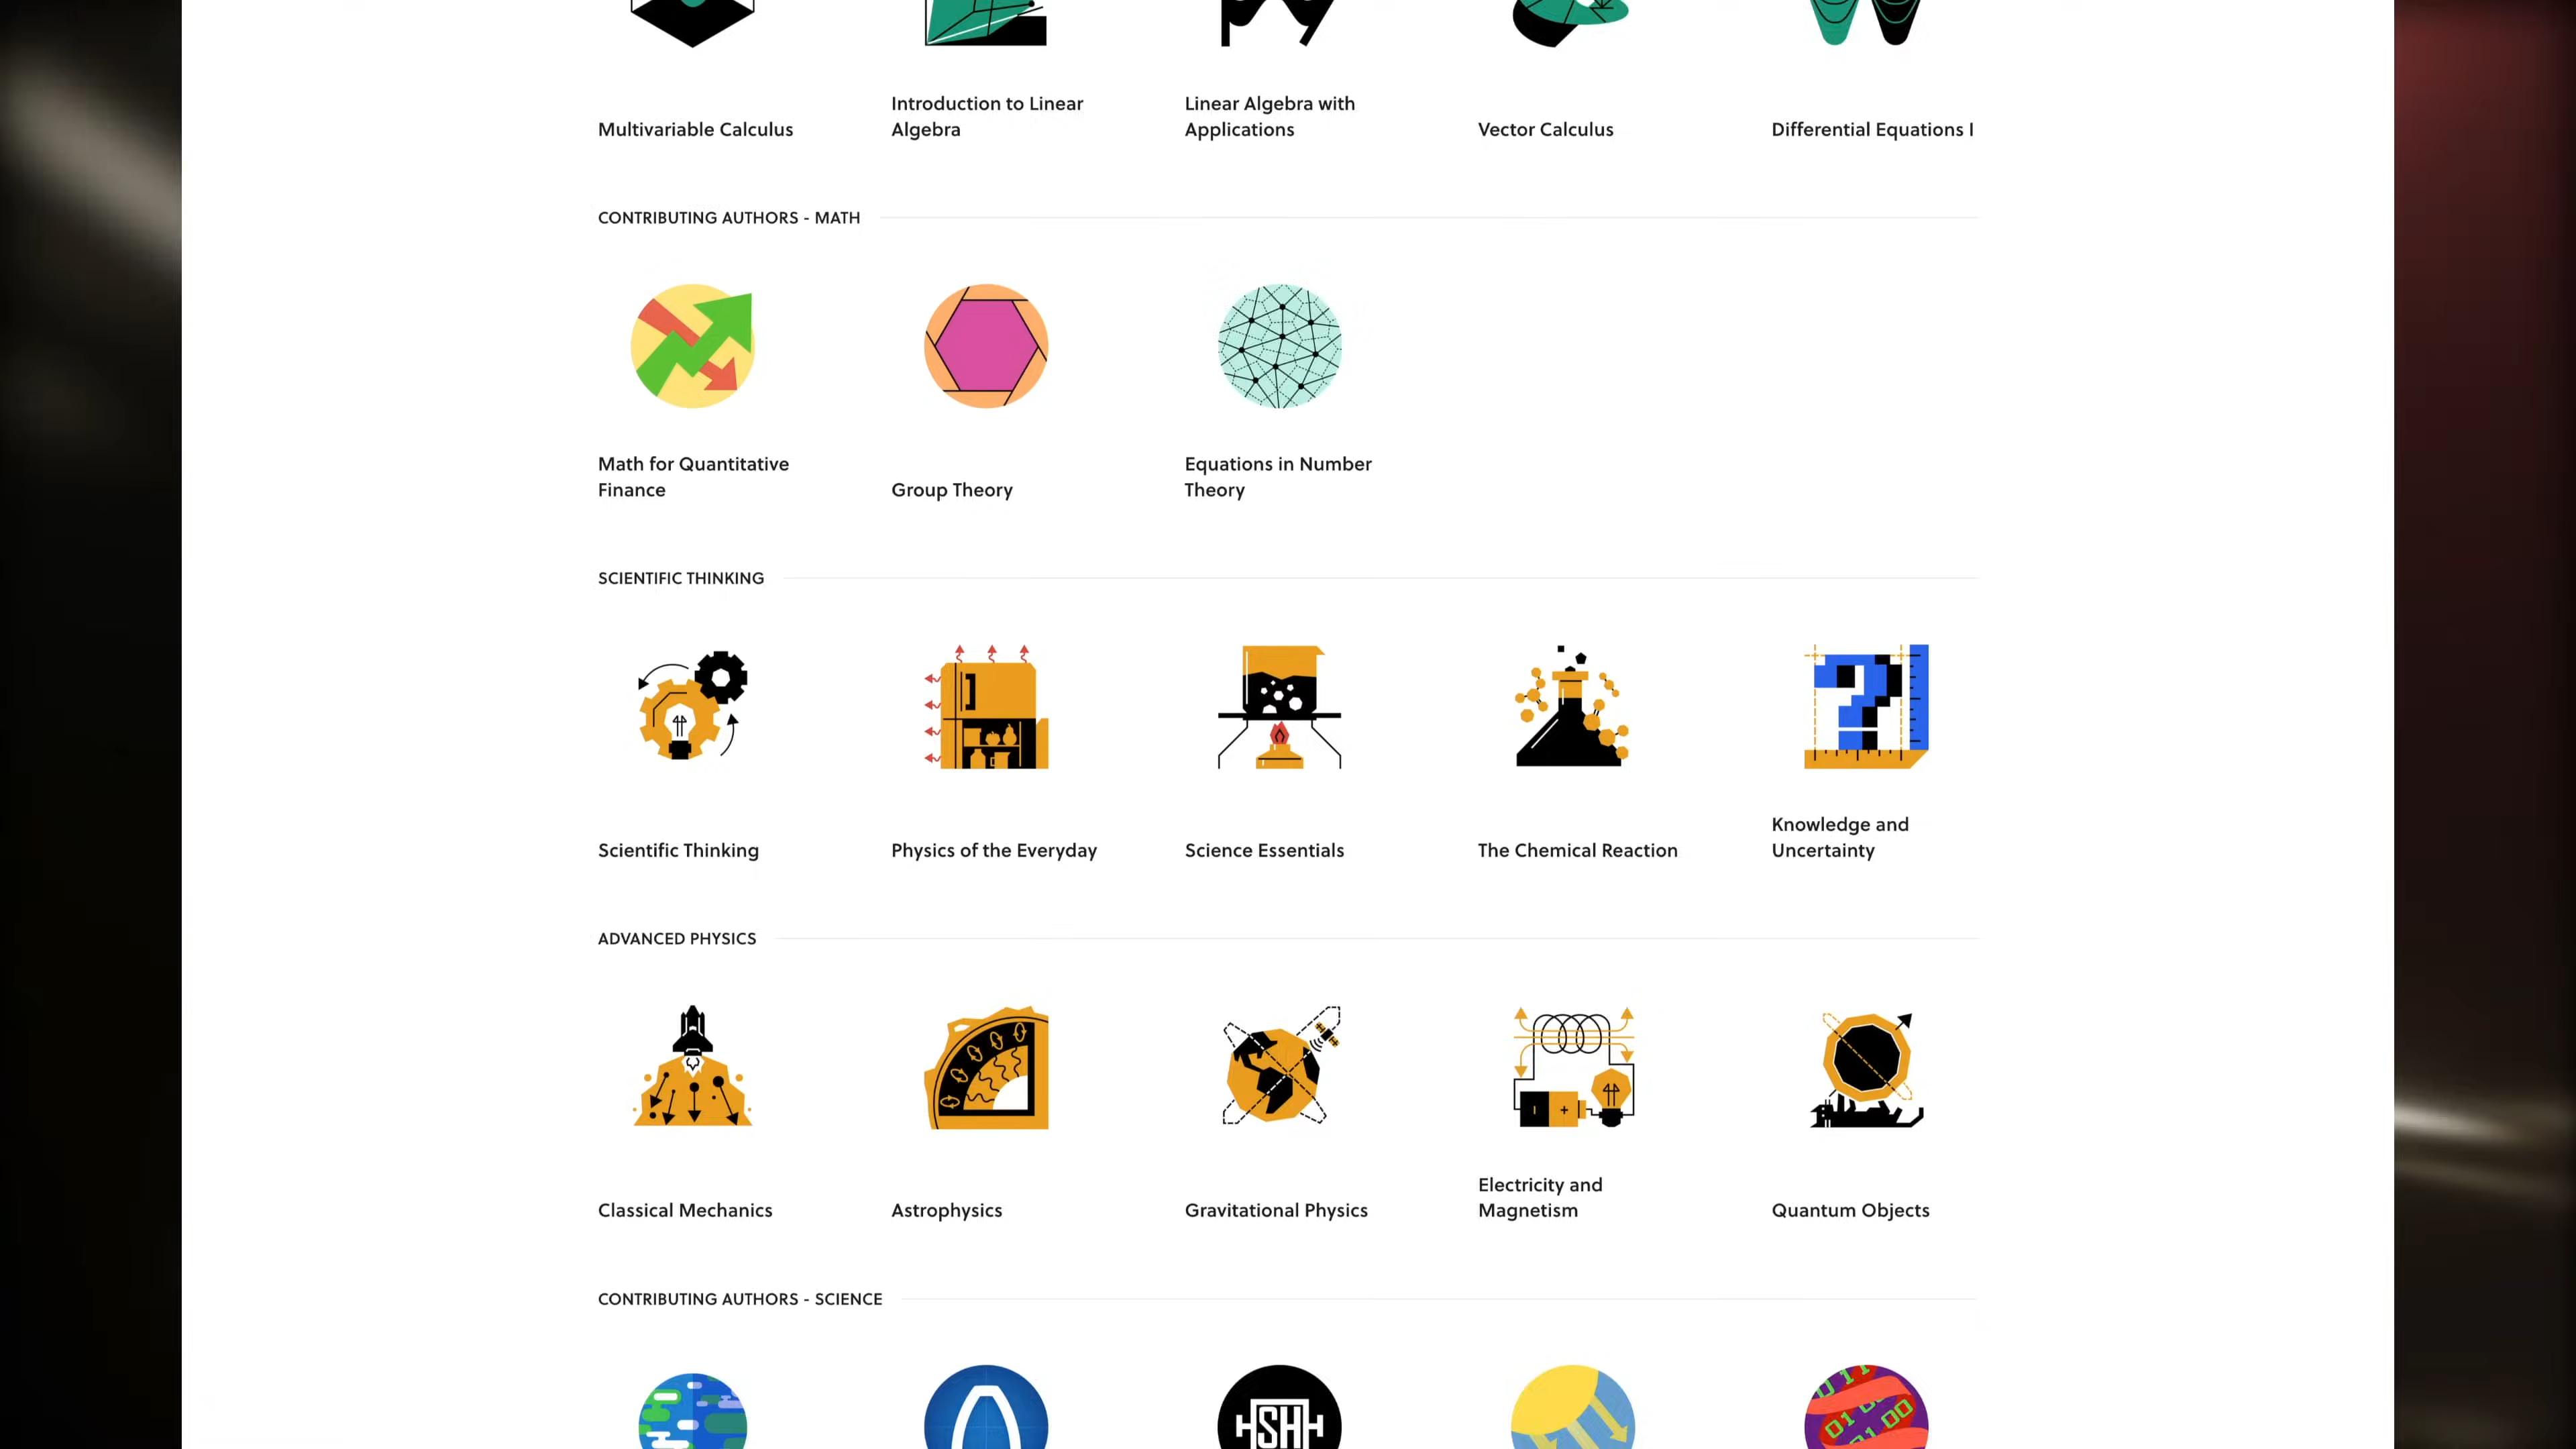 Multivariable Calculus
Introduction to Linear
Algebra
Linear Algebra with
Applications
Vector Calculus
Differential Equations I
CONTRIBUTING AUTHORS - MATH
Math for Quantitative
Finance
Group Theory
Equations in Number
Theory
SCIENTIFIC THINKING
Scientific Thinking
Physics of the Everyday
Science Essentials
The Chemical Reaction
Knowledge and
Uncertainty
ADVANCED PHYSICS
Classical Mechanics
Astrophysics
Gravitational Physics
Electricity and
Magnetism
Quantum Objects
CONTRIBUTING AUTHORS - SCIENCE